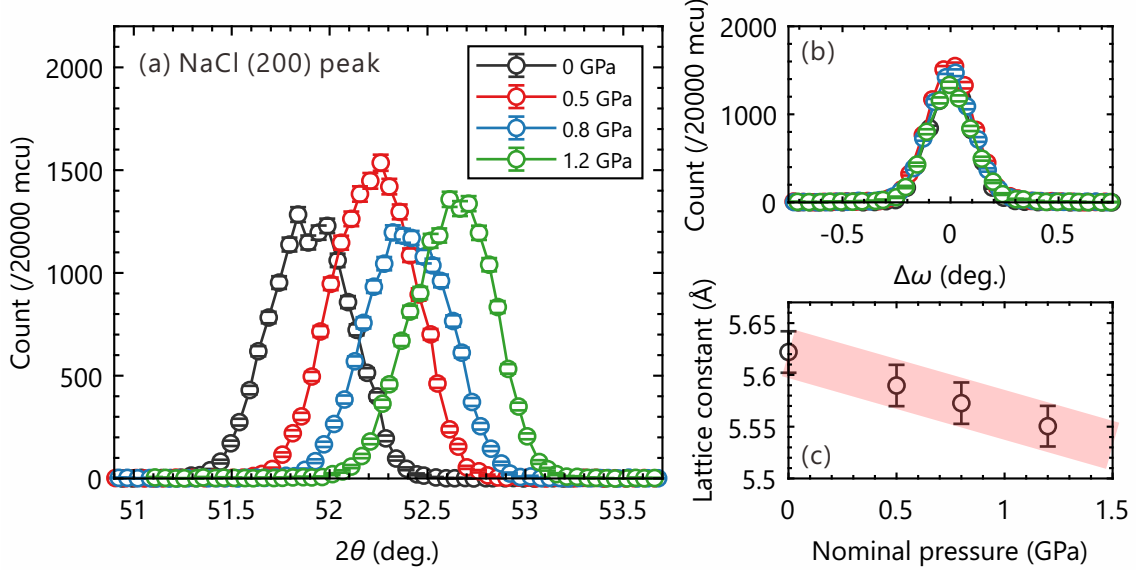 (a) NaCl (200) peak
0 GPa
0.5 GPa
0.8 GPa
1.2 GPa
Count (/20000 mcu)
2000
1500
1000
500
0
51
51.5
52
52.5
53
53.5
2θ (deg.)
(b)
Count (/20000 mcu)
2000
1200
400
0
-0.5
0
0.5
Δω (deg.)
(c)
Lattice constant (Å)
5.65
5.6
5.55
5.5
0
0.5
1
1.5
Nominal pressure (GPa)